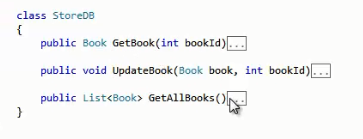 class StoreDB
{
public Book GetBook(int bookId)...
public void UpdateBook(Book book, int bookId)...
public List<Book> GetAllBooks()...
}